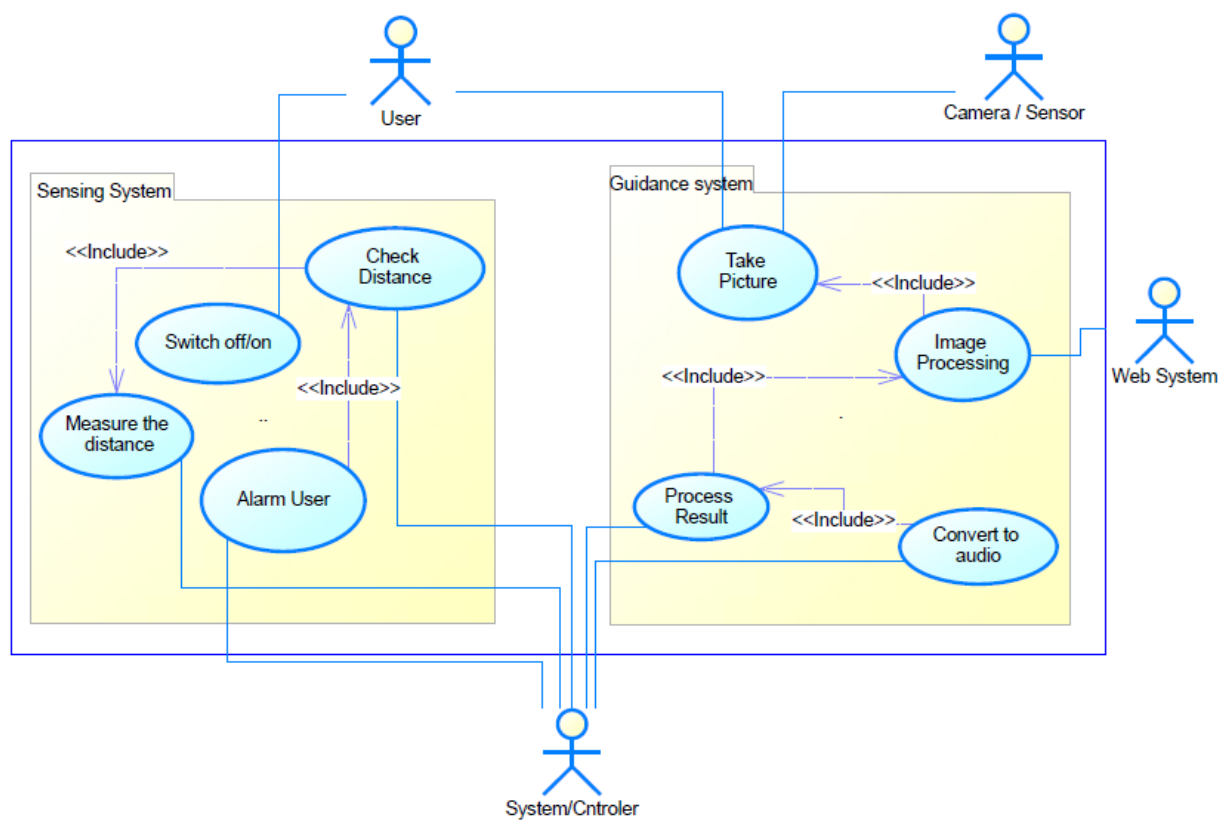 User
Camera / Sensor
Sensing System
Guidance system
<<Include>>
Check
Distance
Switch off/on
<<Include>>
Measure the
distance
..
Alarm User
Take
Picture
<<Include>>
Image
Processing
<<Include>>
.
Process
Result
<<Include>>
Convert to
audio
Web System
System/Cntroler